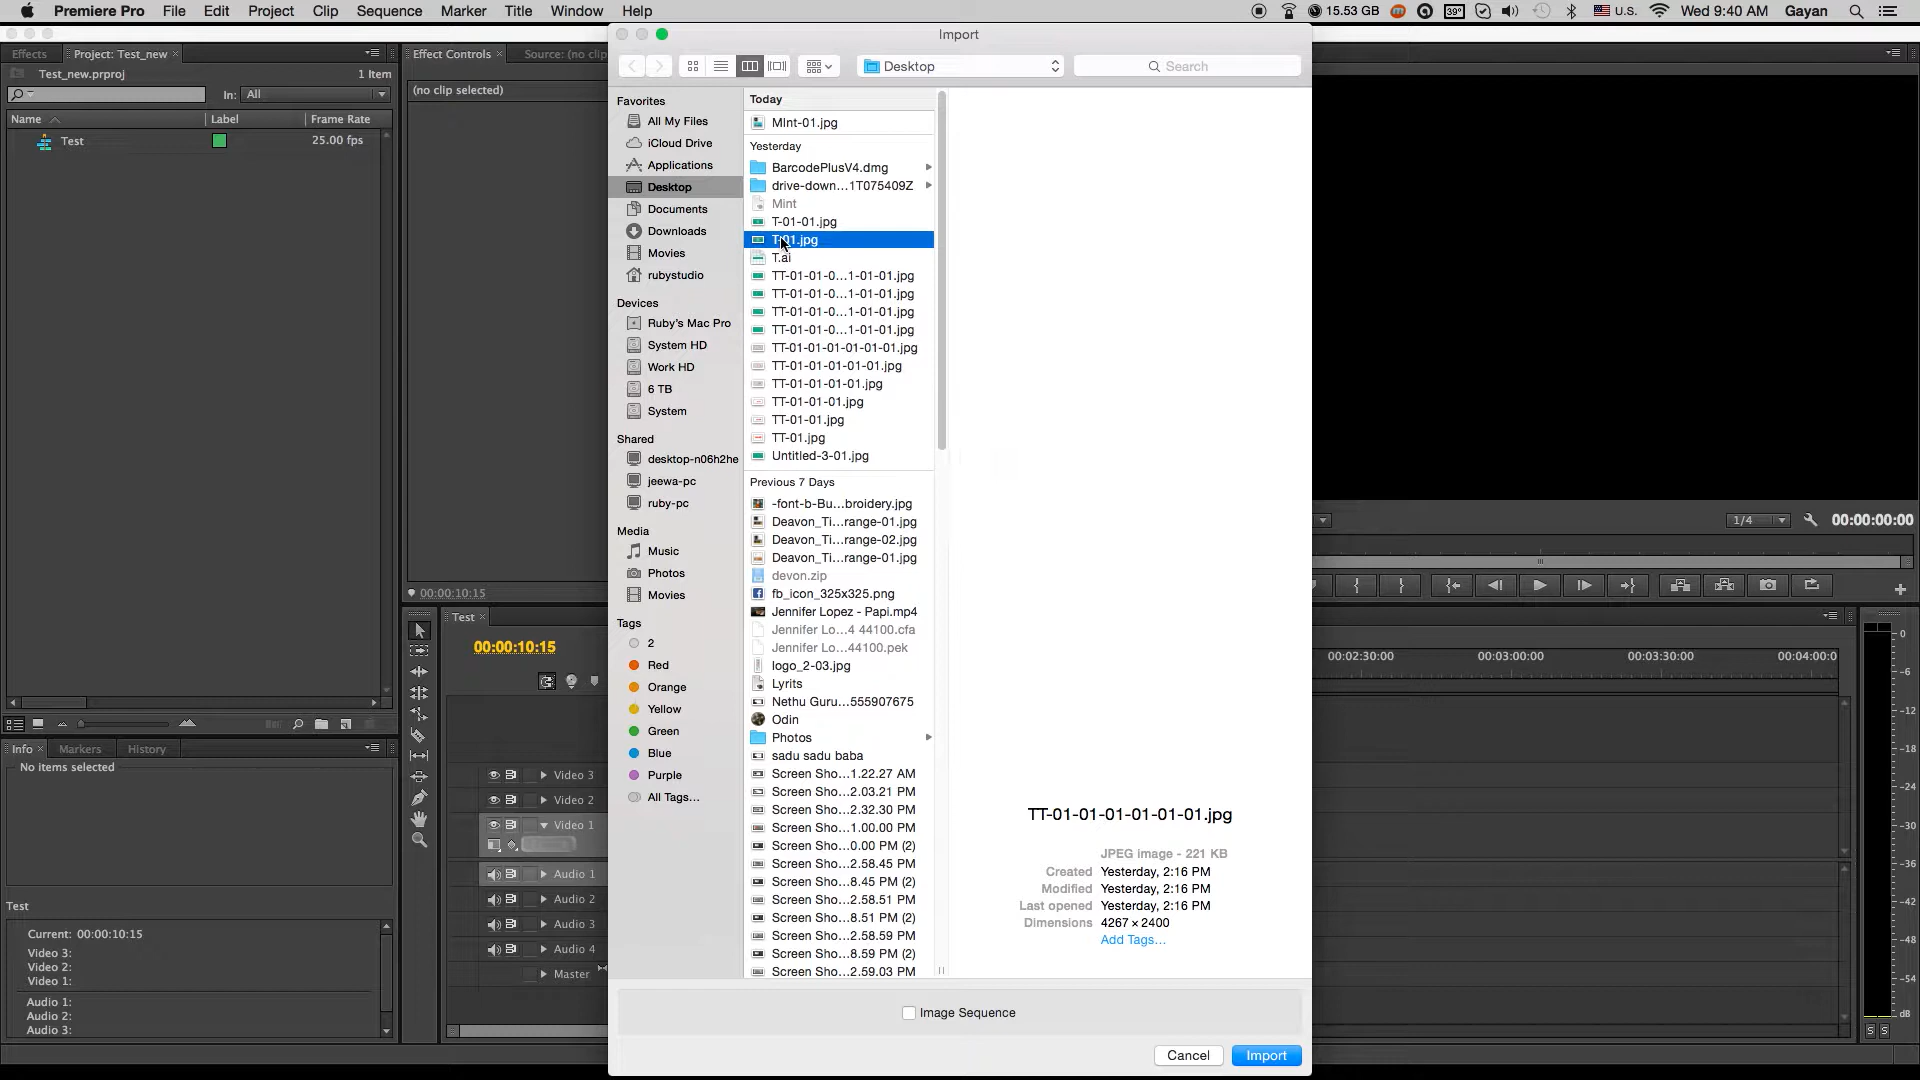 Premiere Pro File Edit Project Clip Sequence Marker Title Window Help 15.53 GB 39° U.S. Wed 9:40 AM Gayan
Import
Effects Project: Test_new × Effect Controls × Source: (no clip
Test_new.prproj 1 Item
In: All
(no clip selected)
Name Label Frame Rate
Test 25.00 fps
Desktop
Search
Favorites
All My Files
iCloud Drive
Applications
Desktop
Documents
Downloads
Movies
rubystudio
Devices
Ruby's Mac Pro
System HD
Work HD
6 TB
System
Shared
desktop-n06h2he
jeewa-pc
ruby-pc
Media
Music
Photos
Movies
Tags
2
Red
Orange
Yellow
Green
Blue
Purple
All Tags...
Today
MInt-01.jpg
Yesterday
BarcodePlusV4.dmg
drive-down...1T075409Z
Mint
T-01-01.jpg
T-01.jpg
T.ai
TT-01-01-0...1-01-01.jpg
TT-01-01-0...1-01-01.jpg
TT-01-01-0...1-01-01.jpg
TT-01-01-0...1-01-01.jpg
TT-01-01-01-01-01-01.jpg
TT-01-01-01-01-01.jpg
TT-01-01-01-01.jpg
TT-01-01-01.jpg
TT-01-01.jpg
TT-01.jpg
Untitled-3-01.jpg
Previous 7 Days
-font-b-Bu...broidery.jpg
Deavon_Ti...range-01.jpg
Deavon_Ti...range-02.jpg
Deavon_Ti...range-01.jpg
devon.zip
fb_icon_325x325.png
Jennifer Lopez - Papi.mp4
Jennifer Lo...4 44100.cfa
Jennifer Lo...44100.pek
logo_2-03.jpg
Lyrits
Nethu Guru...555907675
Odin
Photos
sadu sadu baba
Screen Sho...1.22.27 AM
Screen Sho...2.03.21 PM
Screen Sho...2.32.30 PM
Screen Sho...1.00.00 PM
Screen Sho...0.00 PM (2)
Screen Sho...2.58.45 PM
Screen Sho...8.45 PM (2)
Screen Sho...2.58.51 PM
Screen Sho...8.51 PM (2)
Screen Sho...2.58.59 PM
Screen Sho...8.59 PM (2)
Screen Sho...2.59.03 PM
TT-01-01-01-01-01-01.jpg
JPEG image - 221 KB
Created Yesterday, 2:16 PM
Modified Yesterday, 2:16 PM
Last opened Yesterday, 2:16 PM
Dimensions 4267 × 2400
Add Tags...
Image Sequence
Cancel Import
1/4 00:00:00:00
00:00:10:15
Test ×
00:00:10:15
00:02:30:00 00:03:00:00 00:03:30:00 00:04:00:0
Video 3
Video 2
Video 1
Audio 1
Audio 2
Audio 3
Audio 4
Master
Info × Markers History
No items selected
Test
Current: 00:00:10:15
Video 3:
Video 2:
Video 1:
Audio 1:
Audio 2:
Audio 3:
0
-6
-12
-18
-24
-30
-36
-42
-48
-54
dB
S S